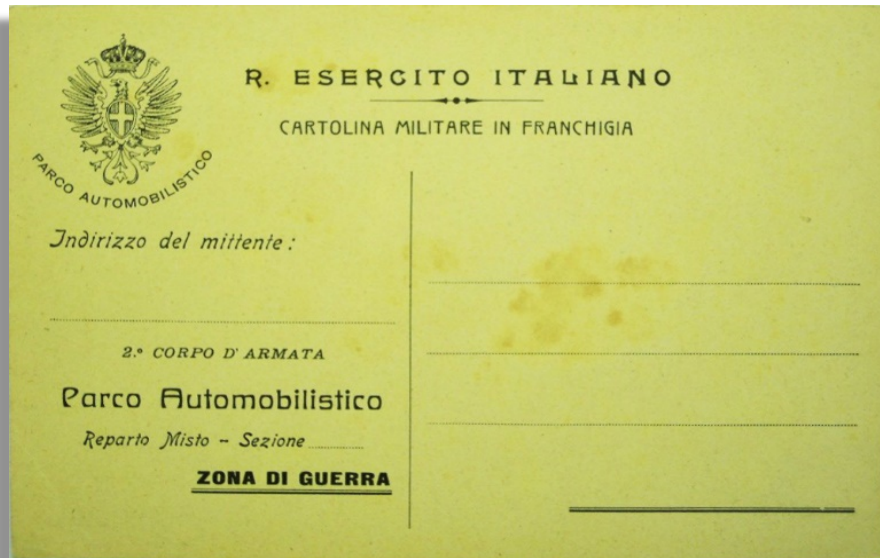 PARCO AUTOMOBILISTICO
R. ESERCITO ITALIANO
CARTOLINA MILITARE IN FRANCHIGIA
Indirizzo del mittente:
2.º CORPO D'ARMATA
Parco Automobilistico
Reparto Misto - Sezione
ZONA DI GUERRA